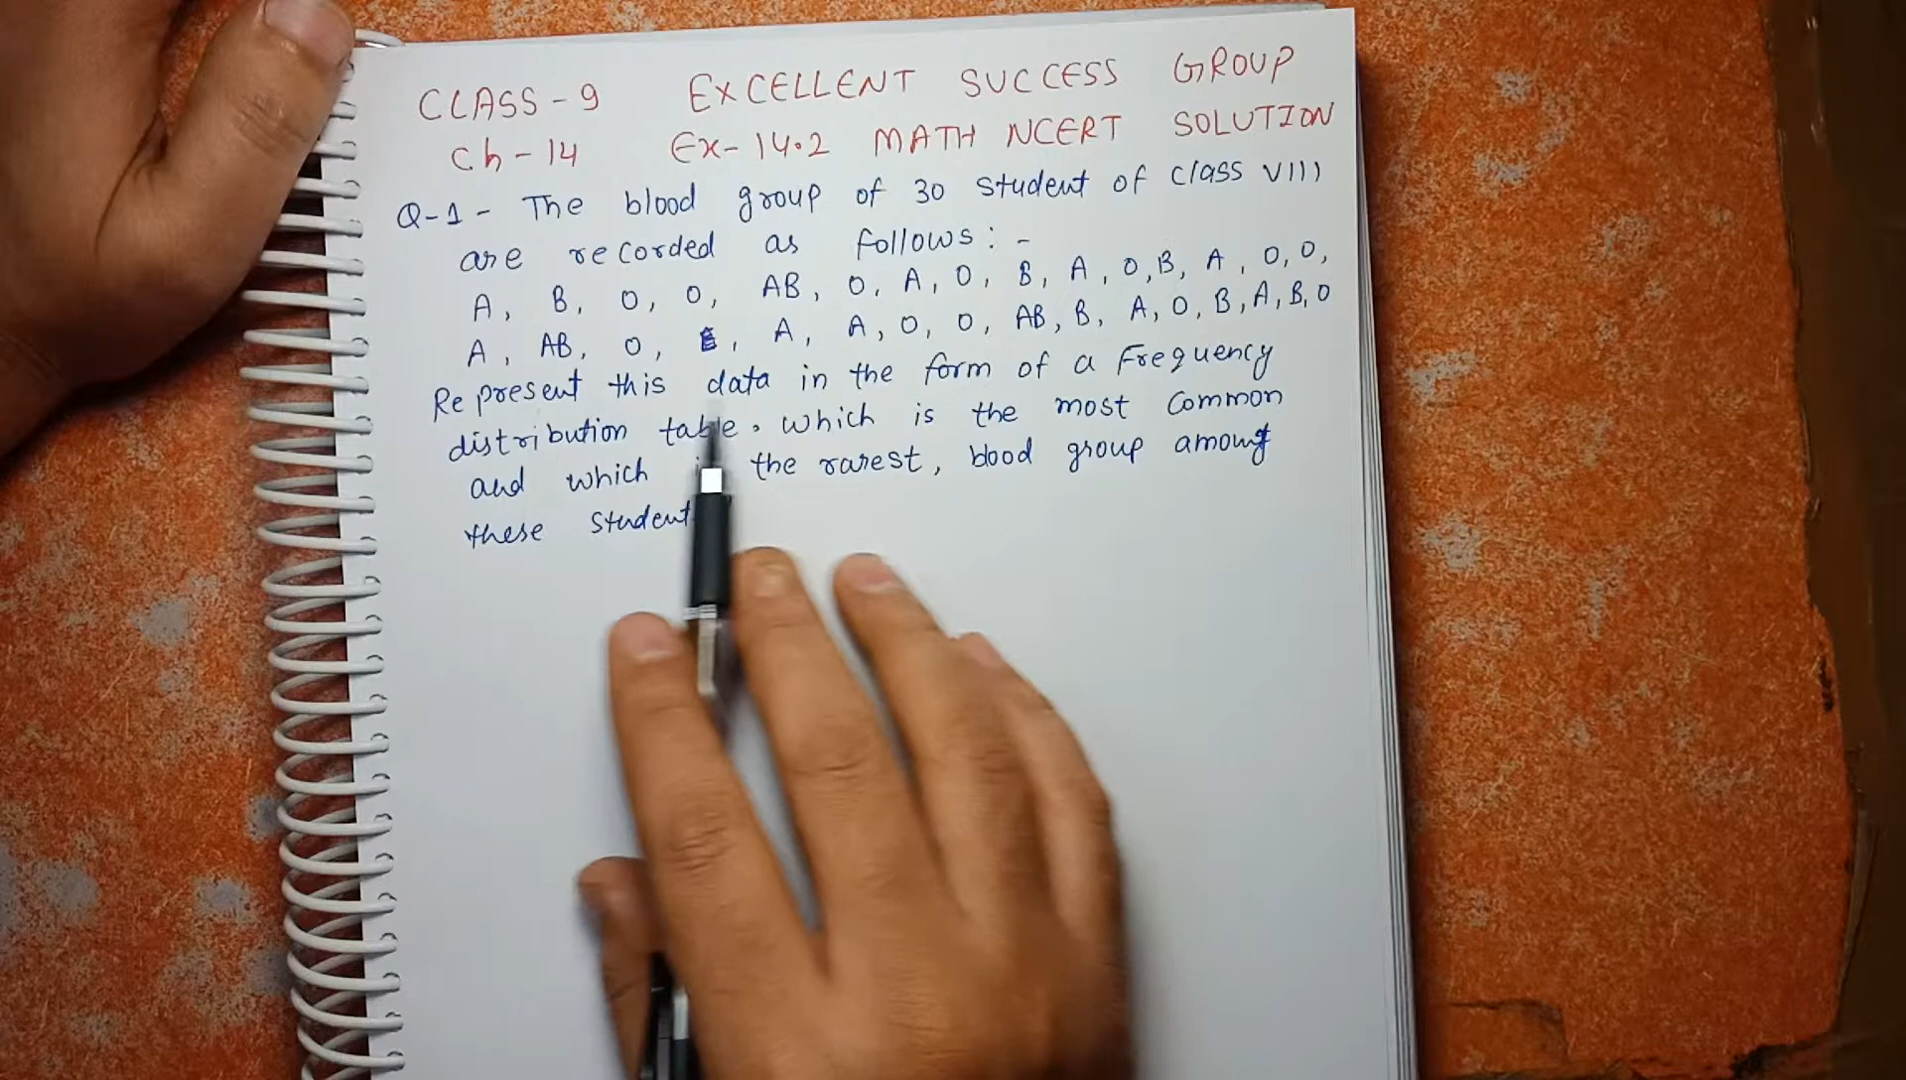 CLASS-9 EXCELLENT SUCCESS GROUP
Ch-14 Ex-14.2 MATH NCERT SOLUTION
Q-1- The blood group of 30 student of class VIII
are recorded as follows:-
A, B, O, O, AB, O, A, O, B, A, O, B, A, O, O,
A, AB, O, , A, A, O, O, AB, B, A, O, B, A, B, O
Represent this data in the form of a Frequency
distribution table. which is the most common
and which the rarest, blood group among
these student